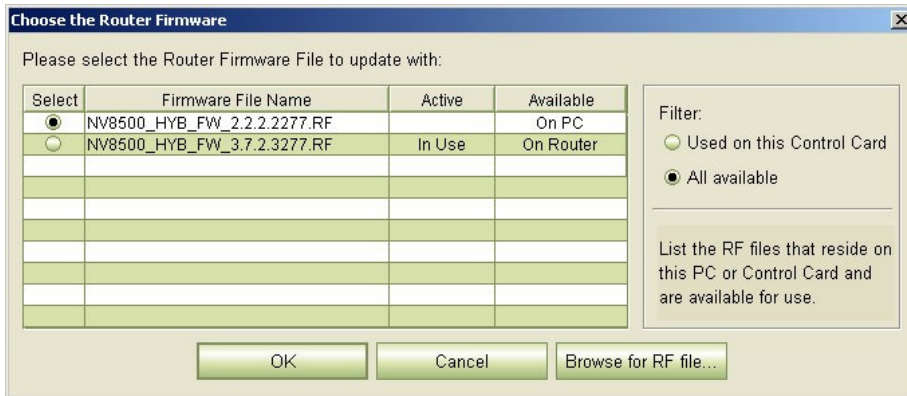 Choose the Router Firmware
Please select the Router Firmware File to update with:
Select Firmware File Name Active Available
NV8500_HYB_FW_2.2.2.2277.RF On PC
NV8500_HYB_FW_3.7.2.3277.RF In Use On Router
Filter:
Used on this Control Card
All available
List the RF files that reside on
this PC or Control Card and
are available for use.
OK Cancel Browse for RF file...